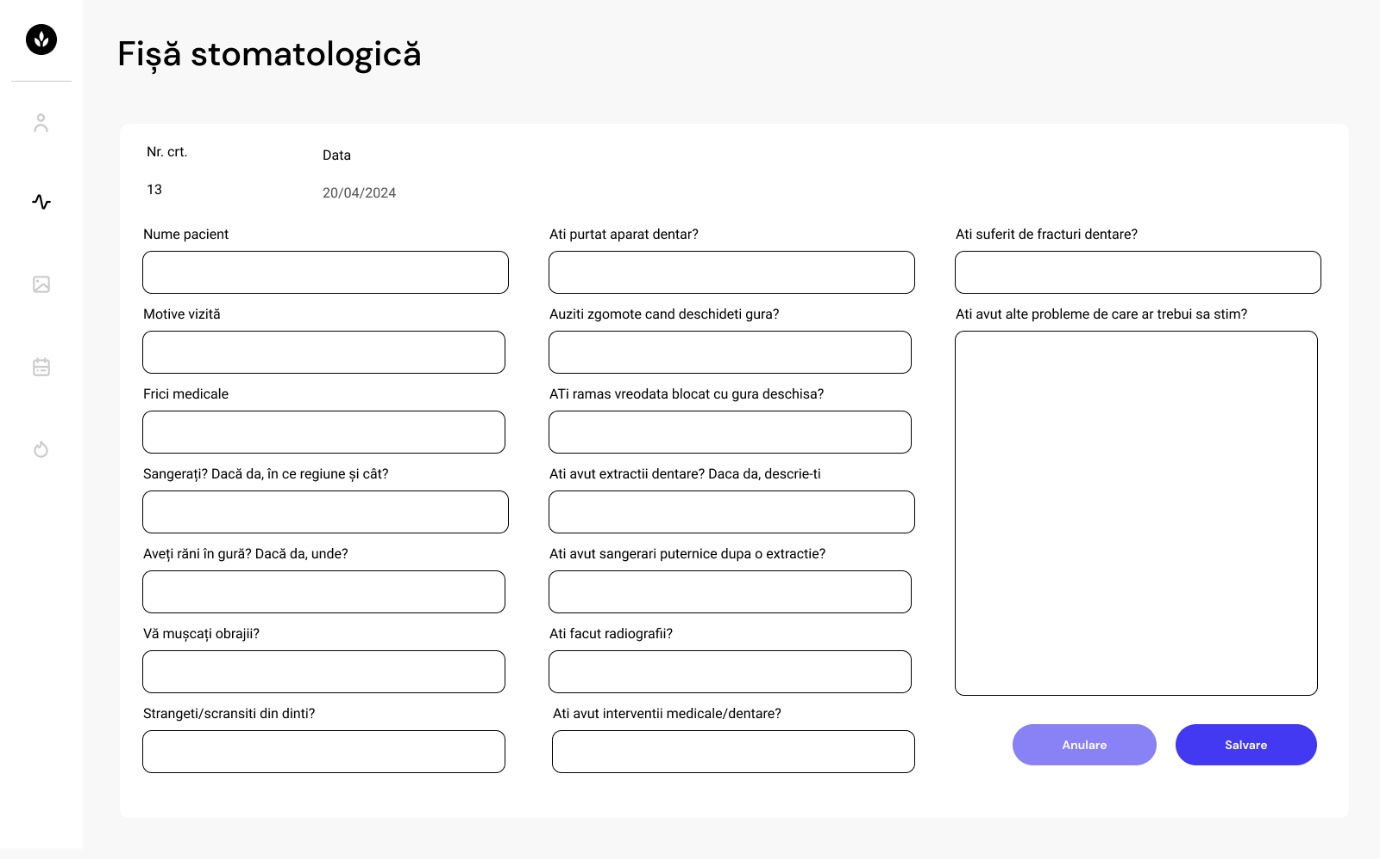 Fișă stomatologică
Nr. crt.
Data
13
20/04/2024
Nume pacient
Motive vizită
Frici medicale
Sangerați? Dacă da, în ce regiune și cât?
Aveți răni în gură? Dacă da, unde?
Vă mușcați obrajii?
Strangeti/scransiti din dinti?
Ati purtat aparat dentar?
Auziti zgomote cand deschideti gura?
ATi ramas vreodata blocat cu gura deschisa?
Ati avut extractii dentare? Daca da, descrie-ti
Ati avut sangerari puternice dupa o extractie?
Ati facut radiografii?
Ati avut interventii medicale/dentare?
Ati suferit de fracturi dentare?
Ati avut alte probleme de care ar trebui sa stim?
Anulare
Salvare